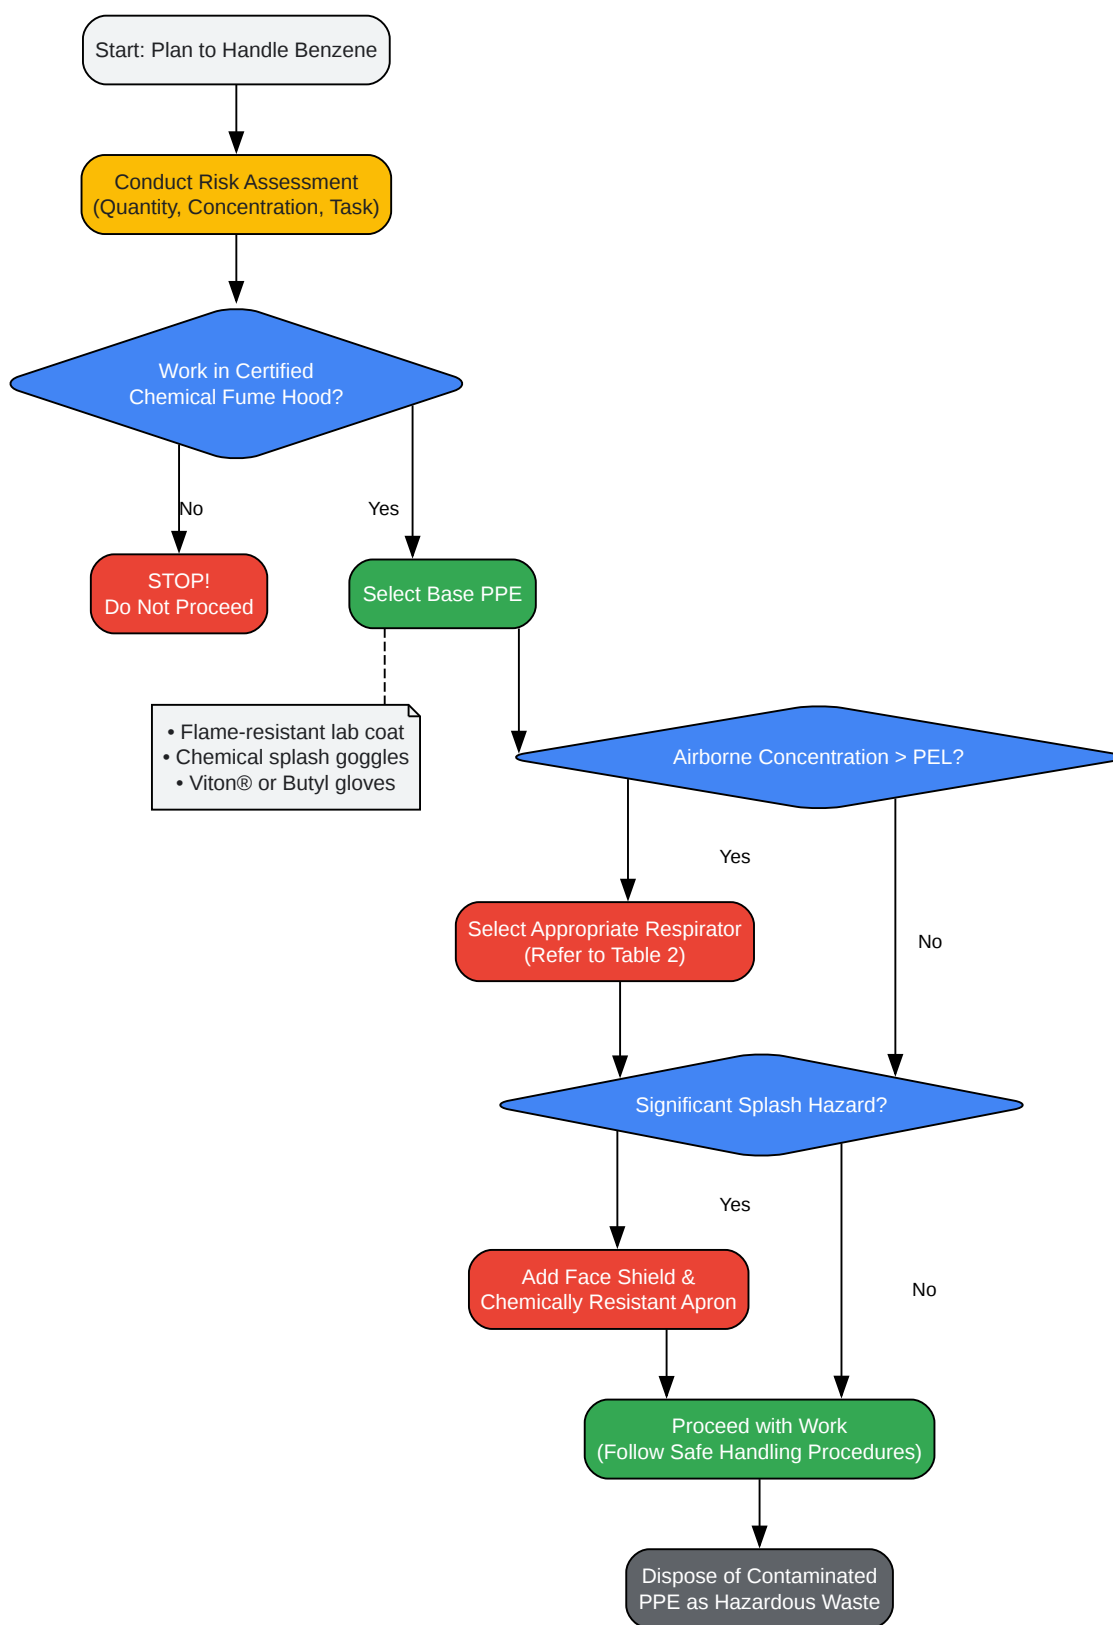 Start: Plan to Handle Benzene
Conduct Risk Assessment
(Quantity, Concentration, Task)
Work in Certified
Chemical Fume Hood?
No
Yes
STOP!
Do Not Proceed
Select Base PPE
• Flame-resistant lab coat
• Chemical splash goggles
• Viton® or Butyl gloves
Airborne Concentration > PEL?
Yes
Select Appropriate Respirator
(Refer to Table 2)
No
Significant Splash Hazard?
Yes
Add Face Shield &
Chemically Resistant Apron
No
Proceed with Work
(Follow Safe Handling Procedures)
Dispose of Contaminated
PPE as Hazardous Waste